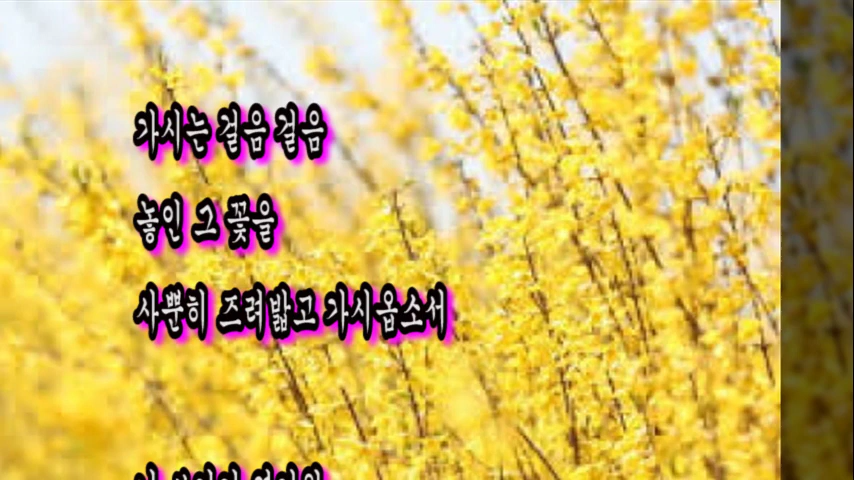 가시는 걸음 걸음
놓인 그 꽃을
사뿐히 즈려밟고 가시옵소서